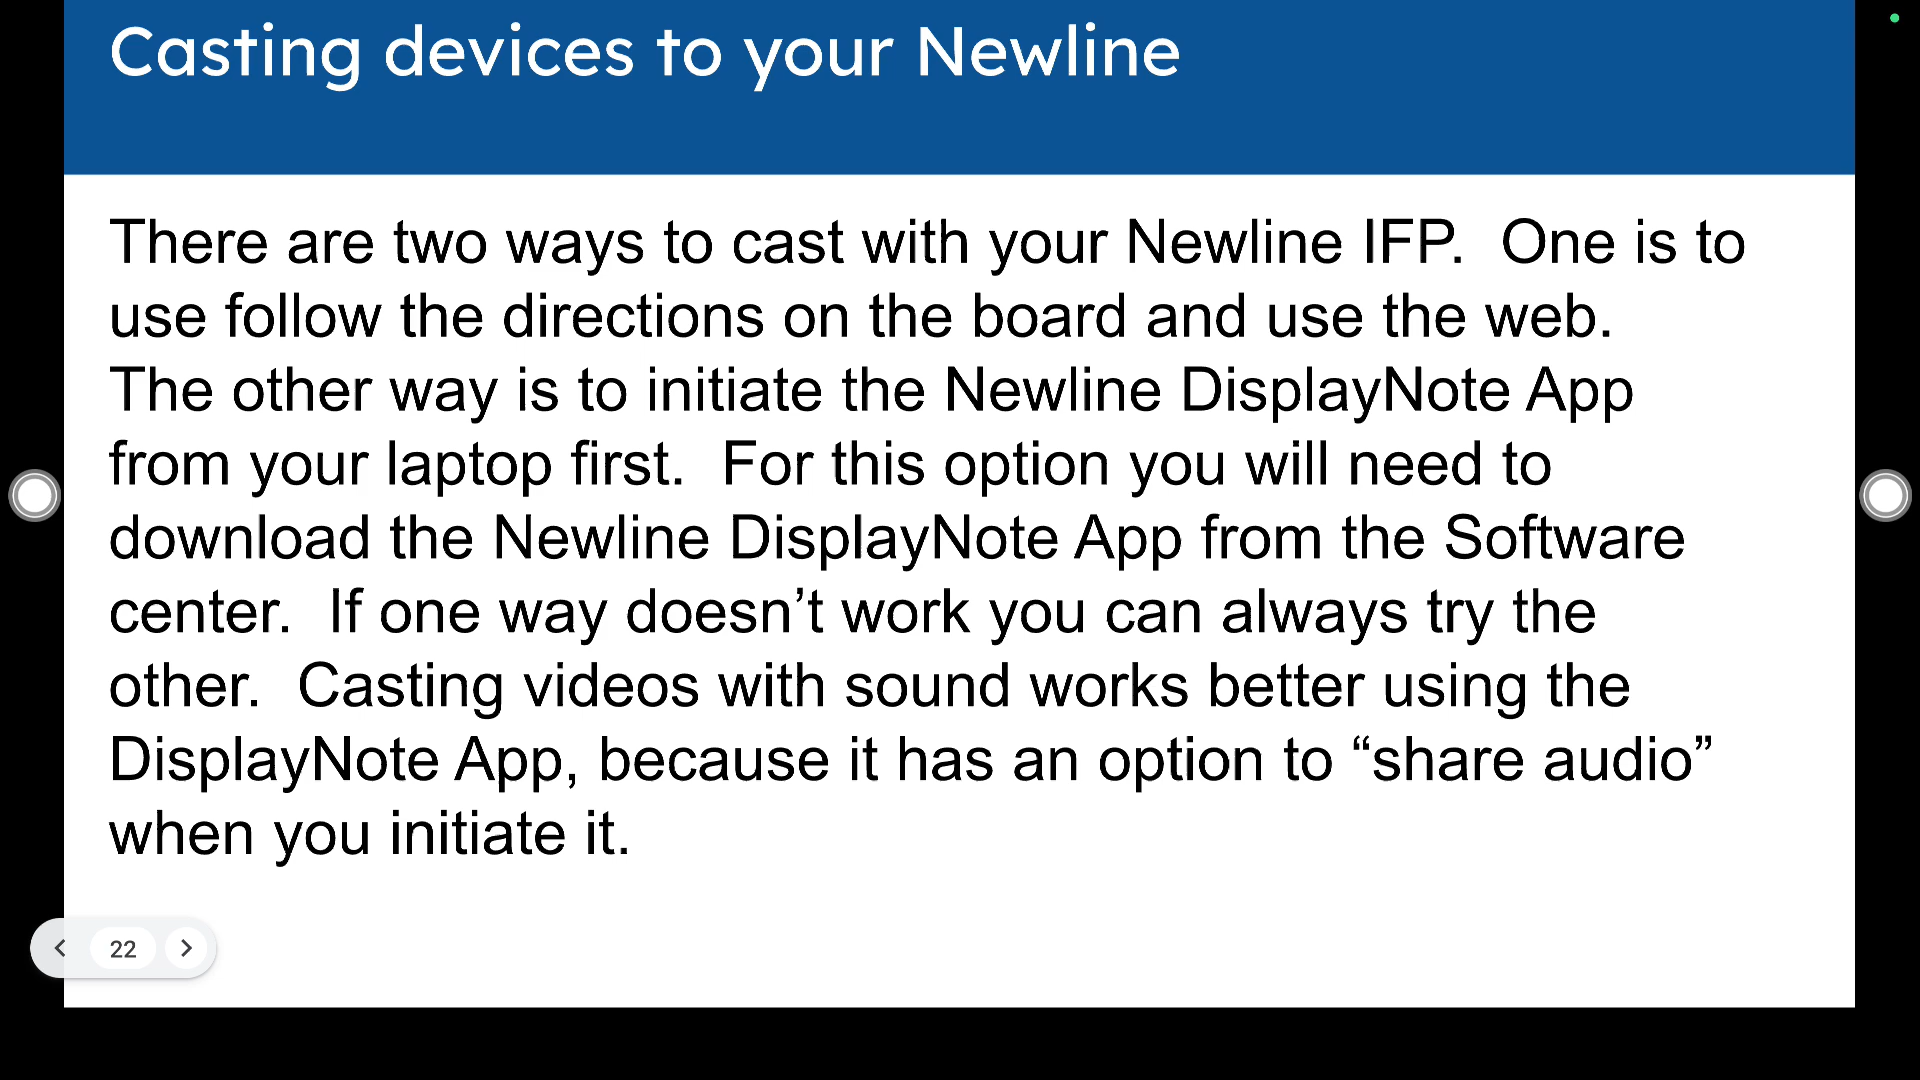 Casting devices to your Newline
There are two ways to cast with your Newline IFP.  One is to
use follow the directions on the board and use the web.
The other way is to initiate the Newline DisplayNote App
from your laptop first.  For this option you will need to
download the Newline DisplayNote App from the Software
center.  If one way doesn’t work you can always try the
other.  Casting videos with sound works better using the
DisplayNote App, because it has an option to “share audio”
when you initiate it.
22